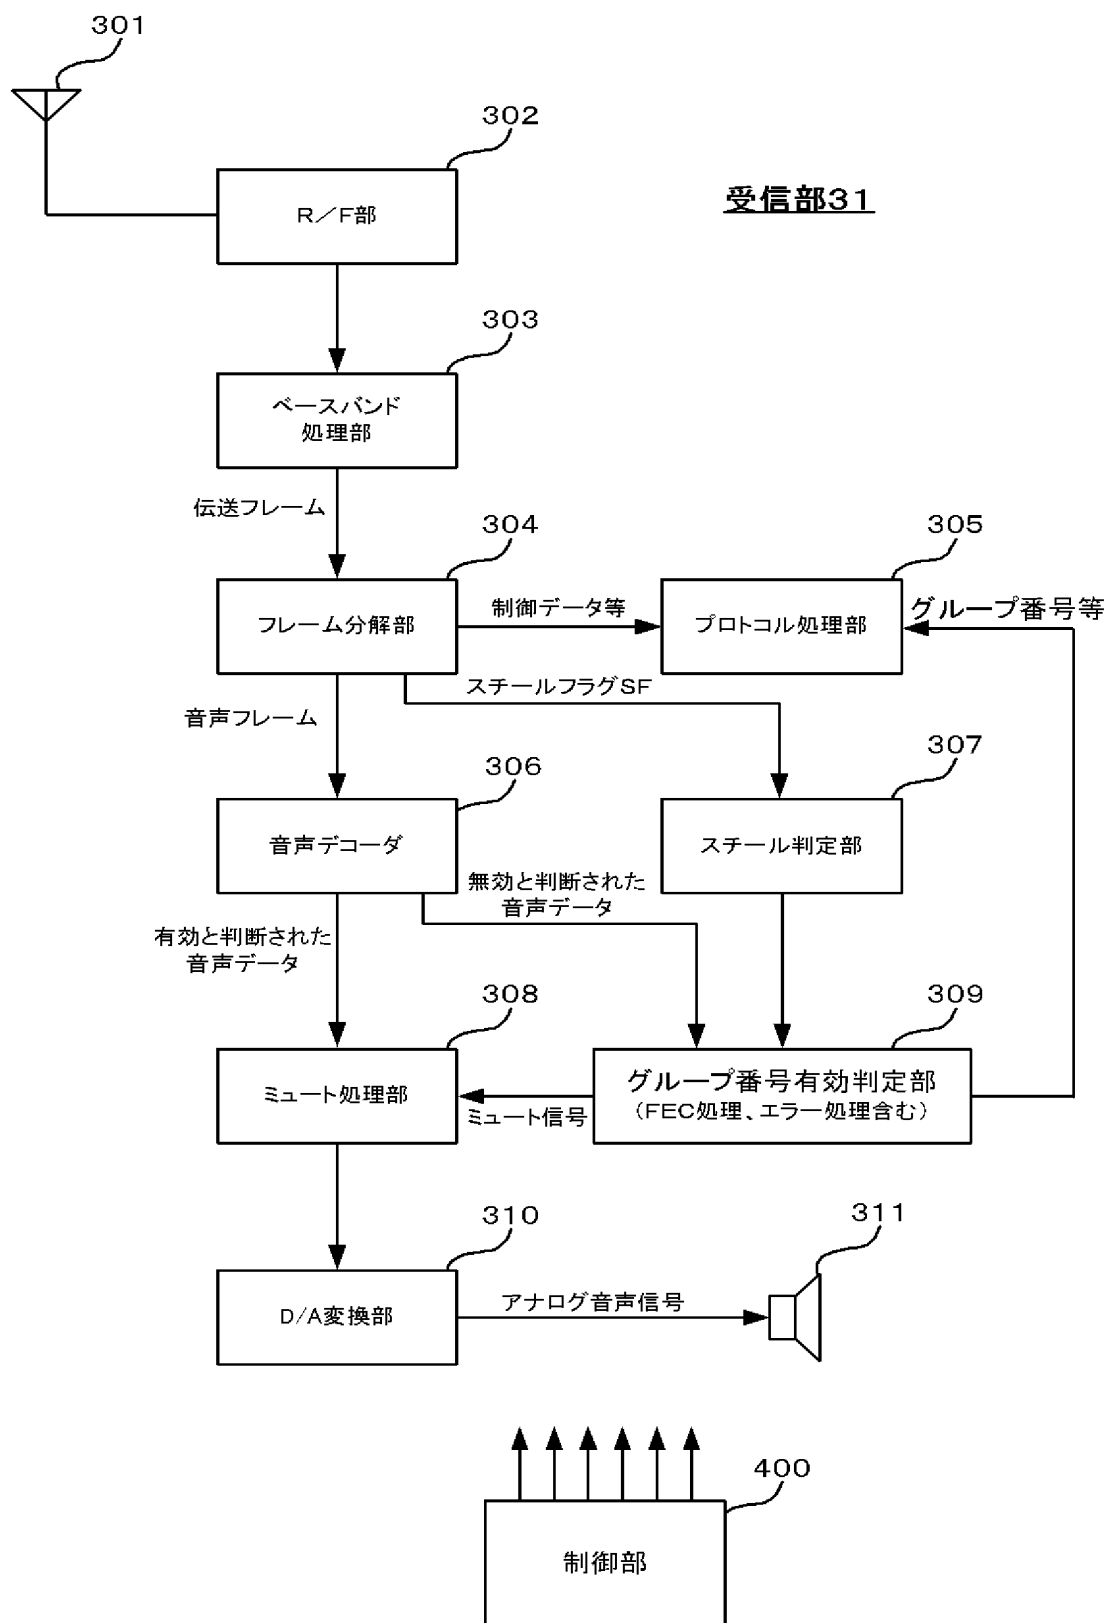 301
302
R／F部
受信部31
303
ベースバンド
処理部
伝送フレーム
304
フレーム分解部
制御データ等
305
プロトコル処理部
グループ番号等
スチールフラグSF
音声フレーム
306
音声デコーダ
307
スチール判定部
無効と判断された
音声データ
有効と判断された
音声データ
308
ミュート処理部
ミュート信号
309
グループ番号有効判定部
（FEC処理、エラー処理含む）
310
D/A変換部
アナログ音声信号
311
400
制御部